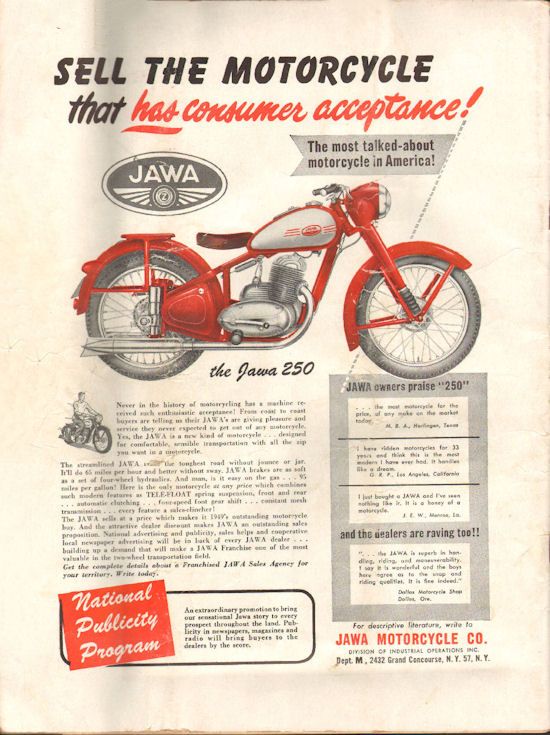 SELL THE MOTORCYCLE
that has consumer acceptance!
The most talked-about
motorcycle in America!
JAWA
the Jawa 250
Never in the history of motorcycling has a machine re-
ceived such enthusiastic acceptance! From coast to coast
buyers are telling us their JAWA's are giving pleasure and
service they never expected to get out of any motorcycle.
Yes, the JAWA is a new kind of motorcycle . . . designed
for comfortable, sensible transportation with all the zip
you want in a motorcycle.
The streamlined JAWA the toughest road without jounce or jar.
It'll do 65 miles per hour and better without sway. JAWA brakes are as soft
as a set of four-wheel hydraulics. And man, is it easy on the gas . . . 95
miles per gallon! Here is the only motorcycle at any price which combines
such modern features as TELE-FLOAT spring suspension, front and rear
. . . automatic clutching . . . four-speed foot gear shift . . . constant mesh
transmission . . . every feature a sales-clincher!
The JAWA sells at a price which makes it 1949's outstanding motorcycle
buy. And the attractive dealer discount makes JAWA an outstanding sales
proposition. National advertising and publicity, sales helps and cooperative
local newspaper advertising will be in back of every JAWA dealer . . .
building up a demand that will make a JAWA Franchise one of the most
valuable in the two-wheel transportation field.
Get the complete details about a Franchised JAWA Sales Agency for
your territory. Write today.
National
Publicity
Program
An extraordinary promotion to bring
our sensational Jawa story to every
prospect throughout the land. Pub-
licity in newspapers, magazines and
radio will bring buyers to the
dealers by the score.
JAWA owners praise "250"
. . . the most motorcycle for the
price, of any make on the market
today.
M. B. A., Harlingen, Texas
I have ridden motorcycles for 33
years and think this is the most
modern I have ever had. It handles
like a dream.
G. R. P., Los Angeles, California
I just bought a JAWA and I've seen
nothing like it. It is a honey of a
motorcycle.
J. E. W., Monroe, La.
and the dealers are raving too!!
". . . the JAWA is superb in han-
dling, riding, and maneuverability.
I say it is wonderful and the boys
here agree as to the snap and
riding qualities. It is fine indeed."
Dallas Motorcycle Shop
Dallas, Ore.
For descriptive literature, write to
JAWA MOTORCYCLE CO.
DIVISION OF INDUSTRIAL OPERATIONS INC.
Dept. M, 2432 Grand Concourse, N. Y. 57, N. Y.